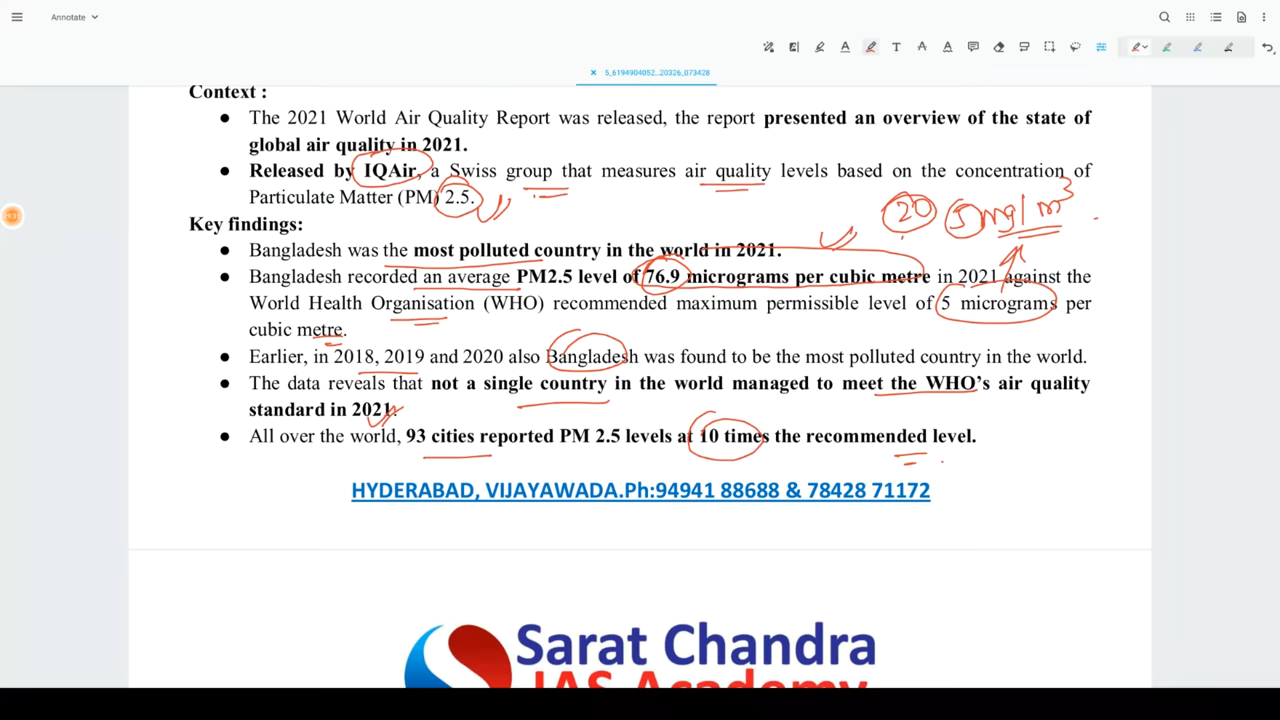 Annotate
5_6194904052...20326_073428
Context :
● The 2021 World Air Quality Report was released, the report presented an overview of the state of
global air quality in 2021.
● Released by IQAir, a Swiss group that measures air quality levels based on the concentration of
Particulate Matter (PM) 2.5.
20 5 mg/m³
Key findings:
● Bangladesh was the most polluted country in the world in 2021.
● Bangladesh recorded an average PM2.5 level of 76.9 micrograms per cubic metre in 2021 against the
World Health Organisation (WHO) recommended maximum permissible level of 5 micrograms per
cubic metre.
● Earlier, in 2018, 2019 and 2020 also Bangladesh was found to be the most polluted country in the world.
● The data reveals that not a single country in the world managed to meet the WHO's air quality
standard in 2021.
● All over the world, 93 cities reported PM 2.5 levels at 10 times the recommended level.
HYDERABAD, VIJAYAWADA.Ph:94941 88688 & 78428 71172
Sarat Chandra
IAS Academy